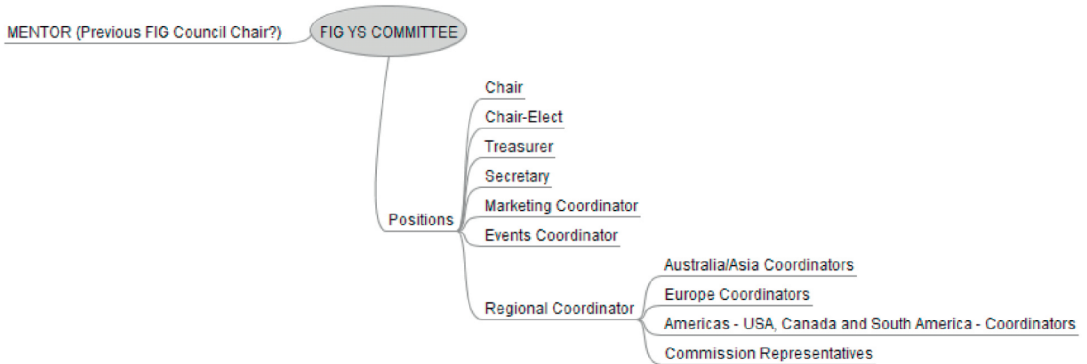 MENTOR (Previous FIG Council Chair?)
FIG YS COMMITTEE
Chair
Chair-Elect
Treasurer
Secretary
Marketing Coordinator
Positions
Events Coordinator
Australia/Asia Coordinators
Europe Coordinators
Regional Coordinator
Americas - USA, Canada and South America - Coordinators
Commission Representatives